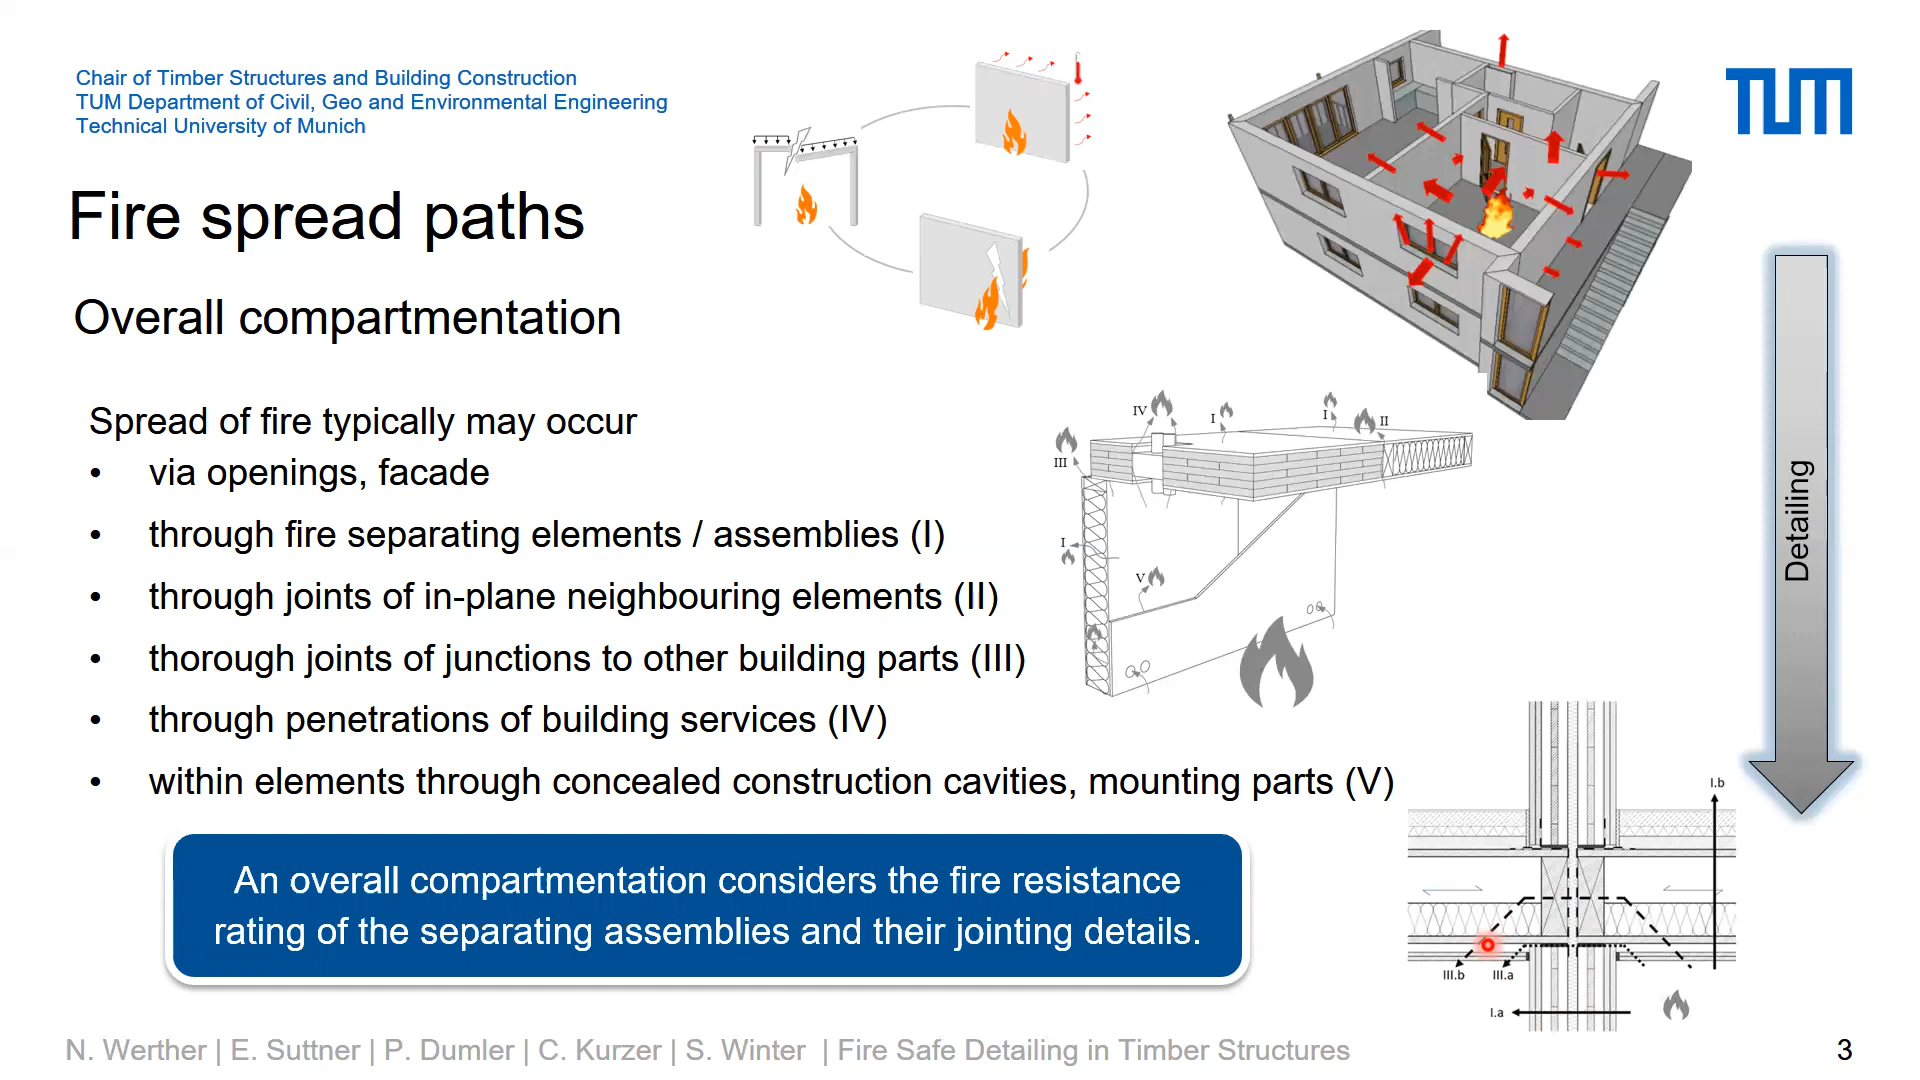 Chair of Timber Structures and Building Construction
TUM Department of Civil, Geo and Environmental Engineering
Technical University of Munich
TUM
Fire spread paths
Overall compartmentation
Spread of fire typically may occur
• via openings, facade
• through fire separating elements / assemblies (I)
• through joints of in-plane neighbouring elements (II)
• thorough joints of junctions to other building parts (III)
• through penetrations of building services (IV)
• within elements through concealed construction cavities, mounting parts (V)
IV
I
I
II
III
I
V
Detailing
An overall compartmentation considers the fire resistance
rating of the separating assemblies and their jointing details.
I.b
III.b
III.a
I.a
N. Werther | E. Suttner | P. Dumler | C. Kurzer | S. Winter | Fire Safe Detailing in Timber Structures
3